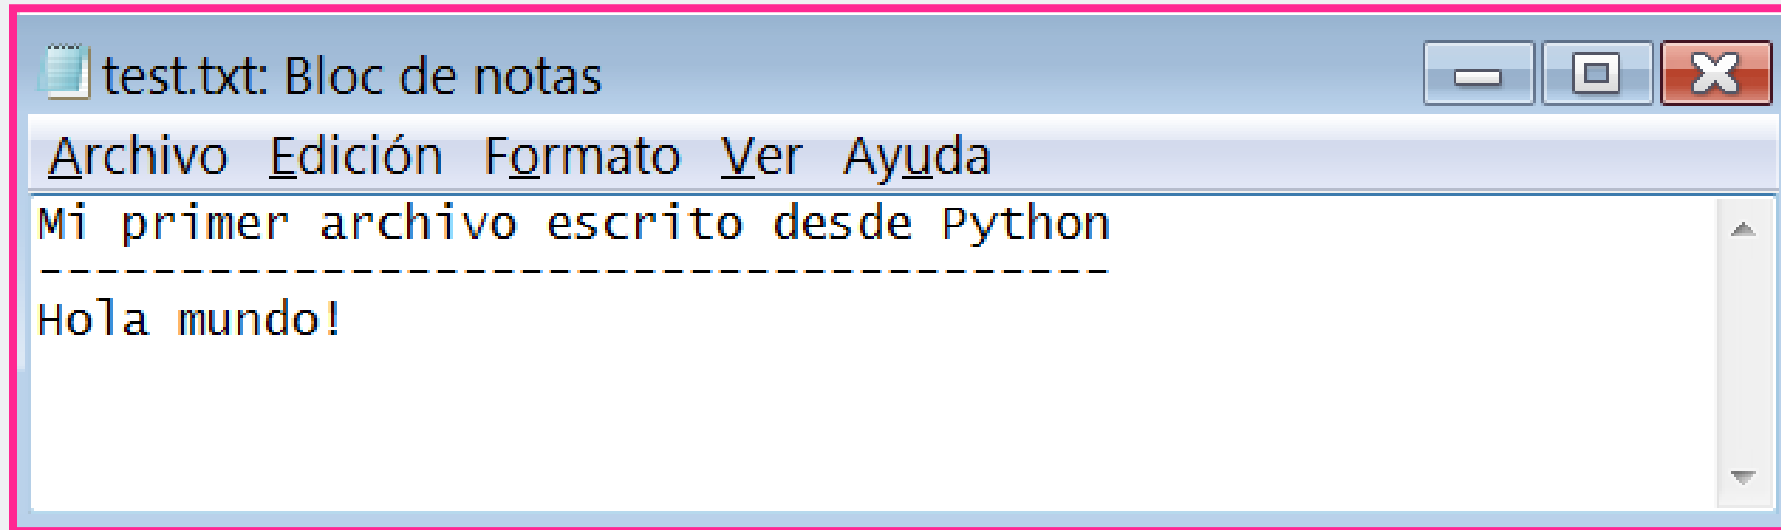 test.txt: Bloc de notas
Archivo Edición Formato Ver Ayuda
Mi primer archivo escrito desde Python
--------------------------------------
Hola mundo!